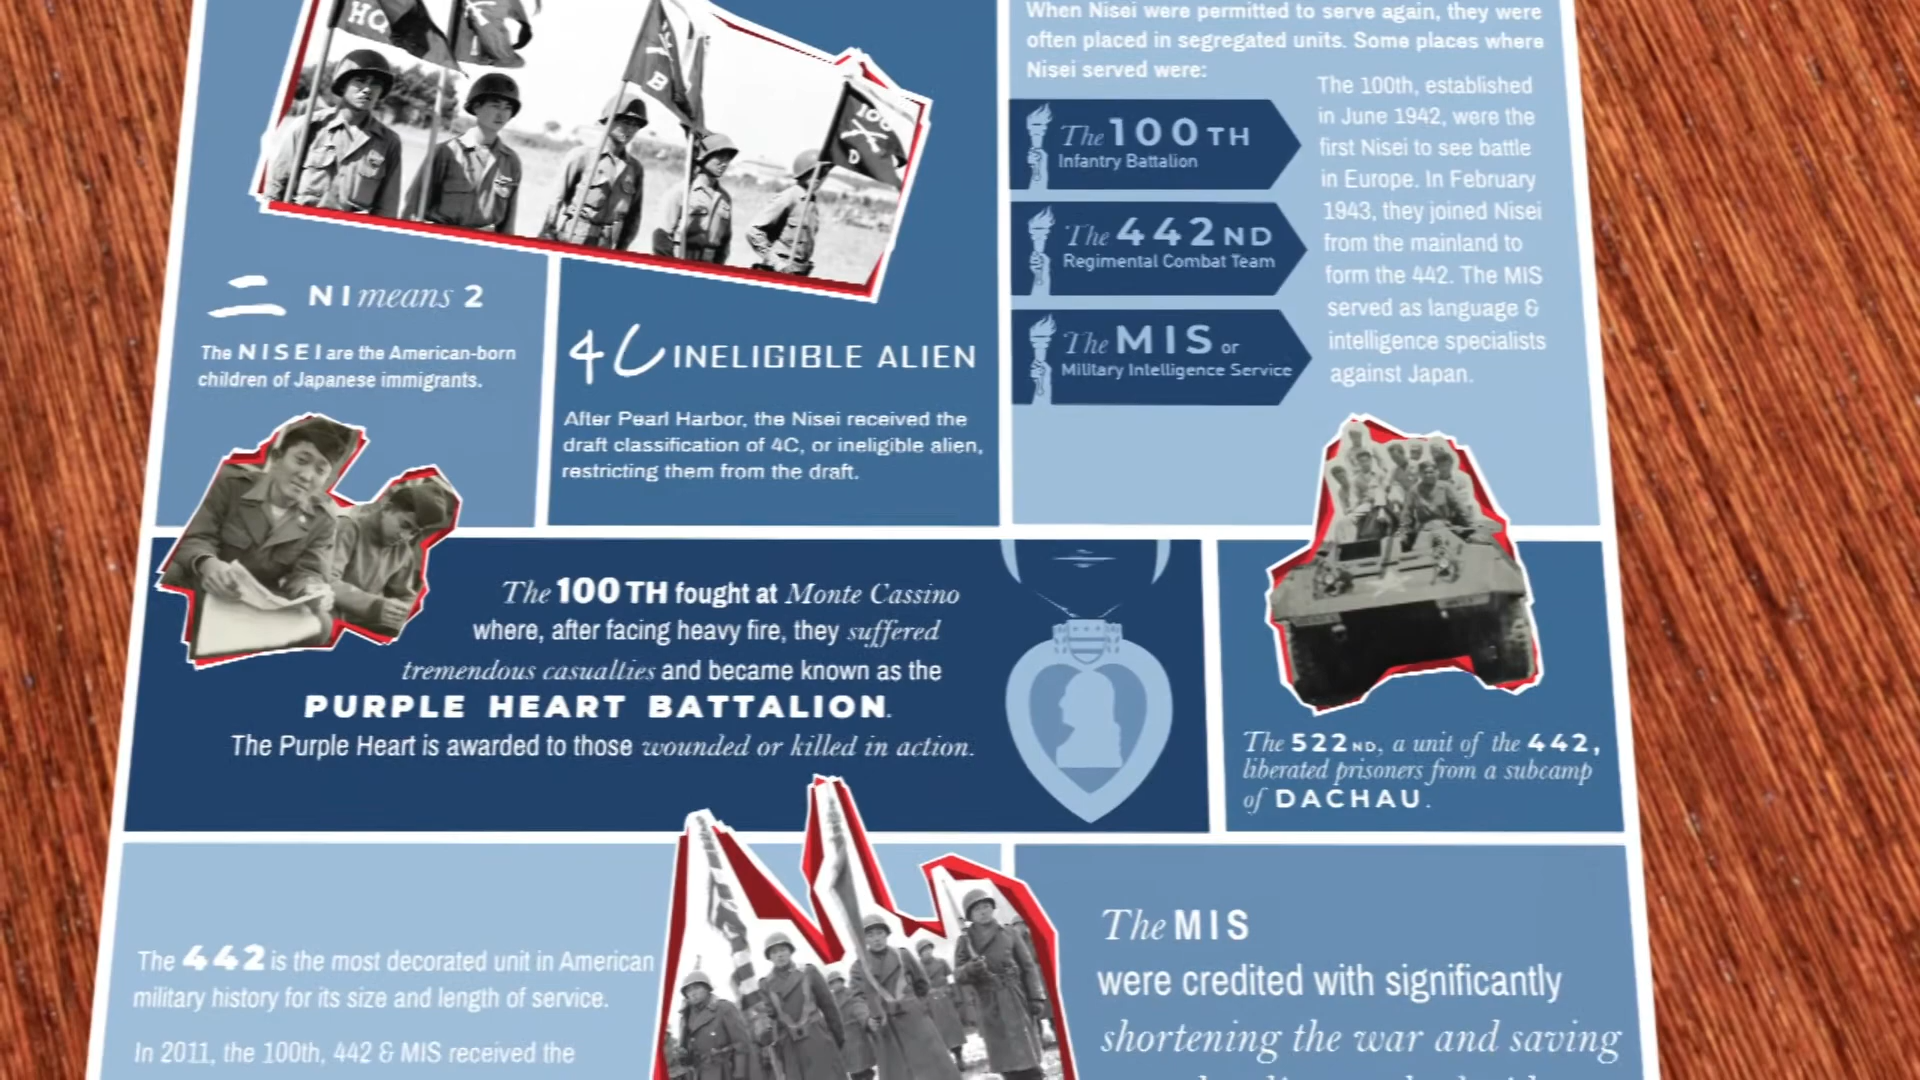 HQ
B
100
D
二 NI means 2
The NISEI are the American-born
children of Japanese immigrants.
4C INELIGIBLE ALIEN
After Pearl Harbor, the Nisei received the
draft classification of 4C, or ineligible alien,
restricting them from the draft.
When Nisei were permitted to serve again, they were
often placed in segregated units. Some places where
Nisei served were:
The 100TH
Infantry Battalion
The 442ND
Regimental Combat Team
The MIS or
Military Intelligence Service
The 100th, established
in June 1942, were the
first Nisei to see battle
in Europe. In February
1943, they joined Nisei
from the mainland to
form the 442. The MIS
served as language &
intelligence specialists
against Japan.
The 100TH fought at Monte Cassino
where, after facing heavy fire, they suffered
tremendous casualties and became known as the
PURPLE HEART BATTALION.
The Purple Heart is awarded to those wounded or killed in action.
The 522ND, a unit of the 442,
liberated prisoners from a subcamp
of DACHAU.
The 442 is the most decorated unit in American
military history for its size and length of service.
In 2011, the 100th, 442 & MIS received the
The MIS
were credited with significantly
shortening the war and saving